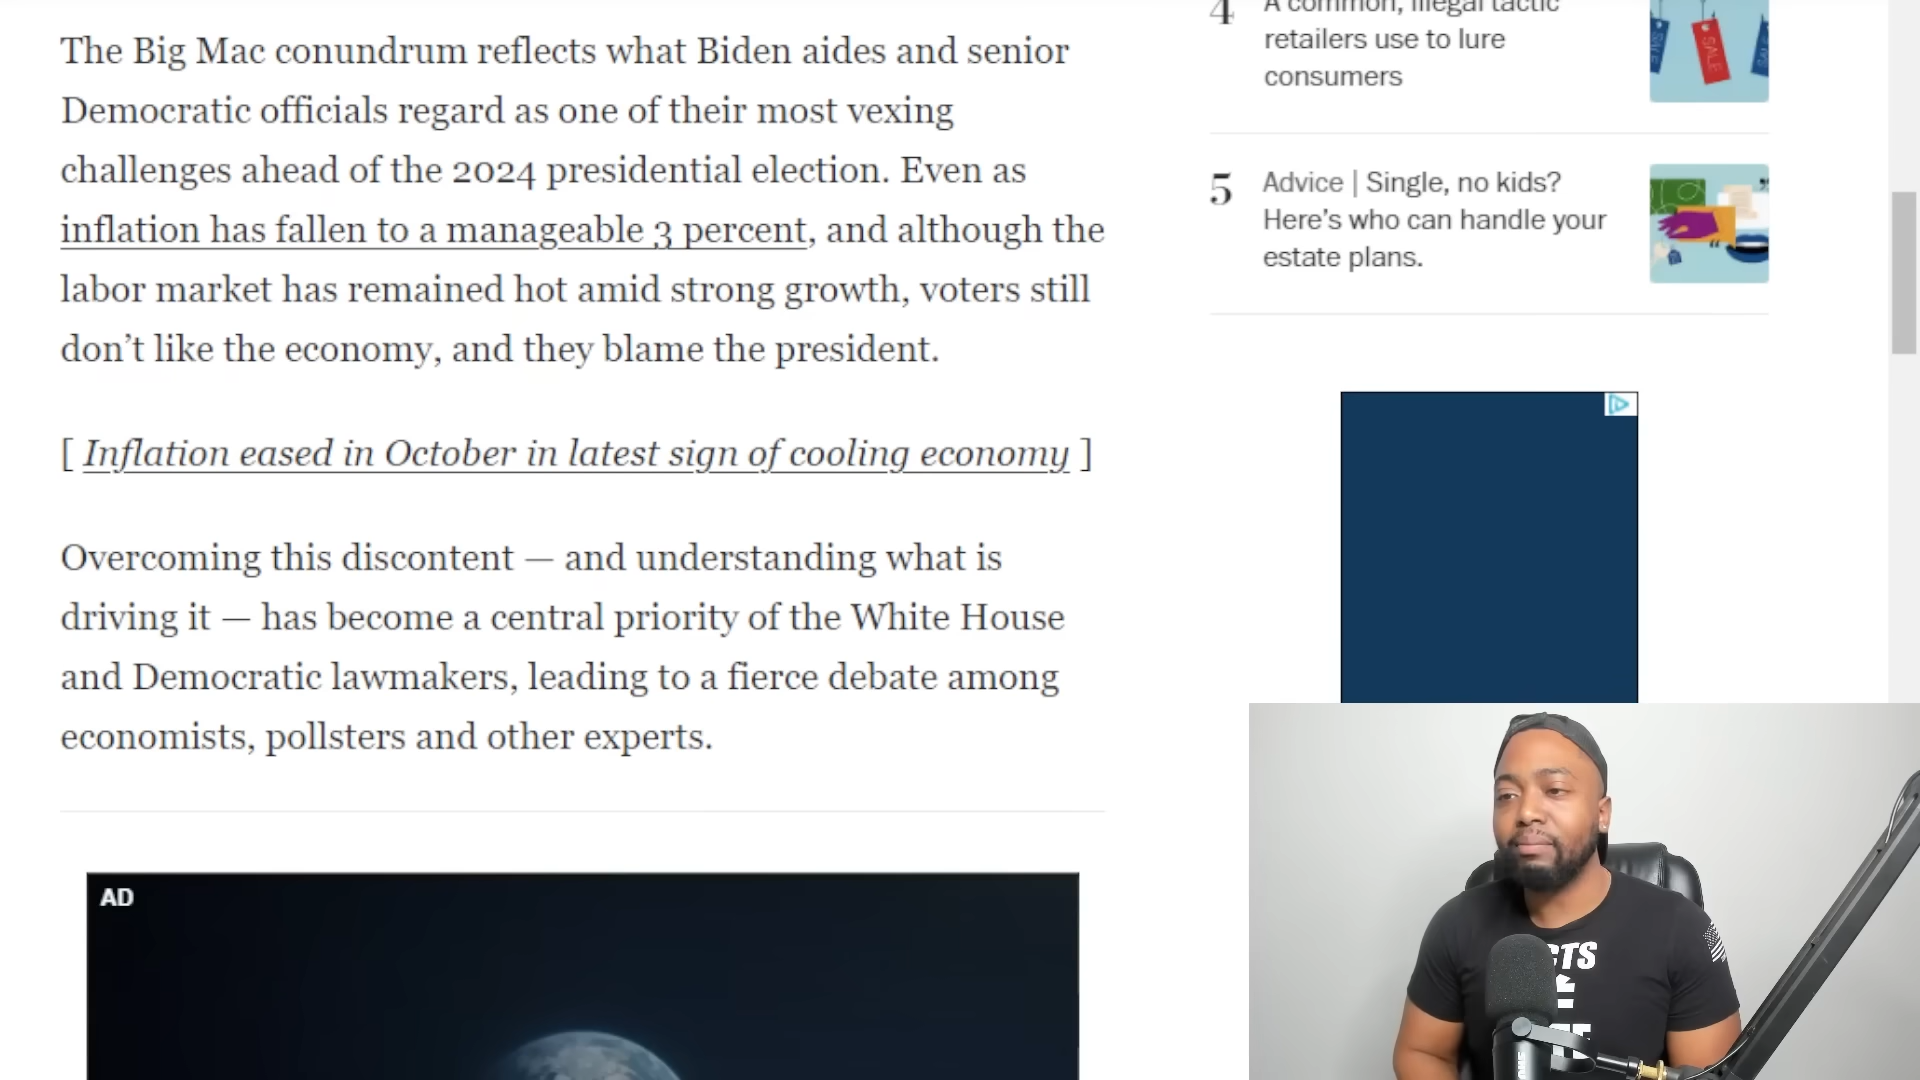 The Big Mac conundrum reflects what Biden aides and senior
Democratic officials regard as one of their most vexing
challenges ahead of the 2024 presidential election. Even as
inflation has fallen to a manageable 3 percent, and although the
labor market has remained hot amid strong growth, voters still
don’t like the economy, and they blame the president.
[ Inflation eased in October in latest sign of cooling economy ]
Overcoming this discontent — and understanding what is
driving it — has become a central priority of the White House
and Democratic lawmakers, leading to a fierce debate among
economists, pollsters and other experts.
AD
4
A common, illegal tactic
retailers use to lure
consumers
SALE
SALE
5
Advice | Single, no kids?
Here’s who can handle your
estate plans.